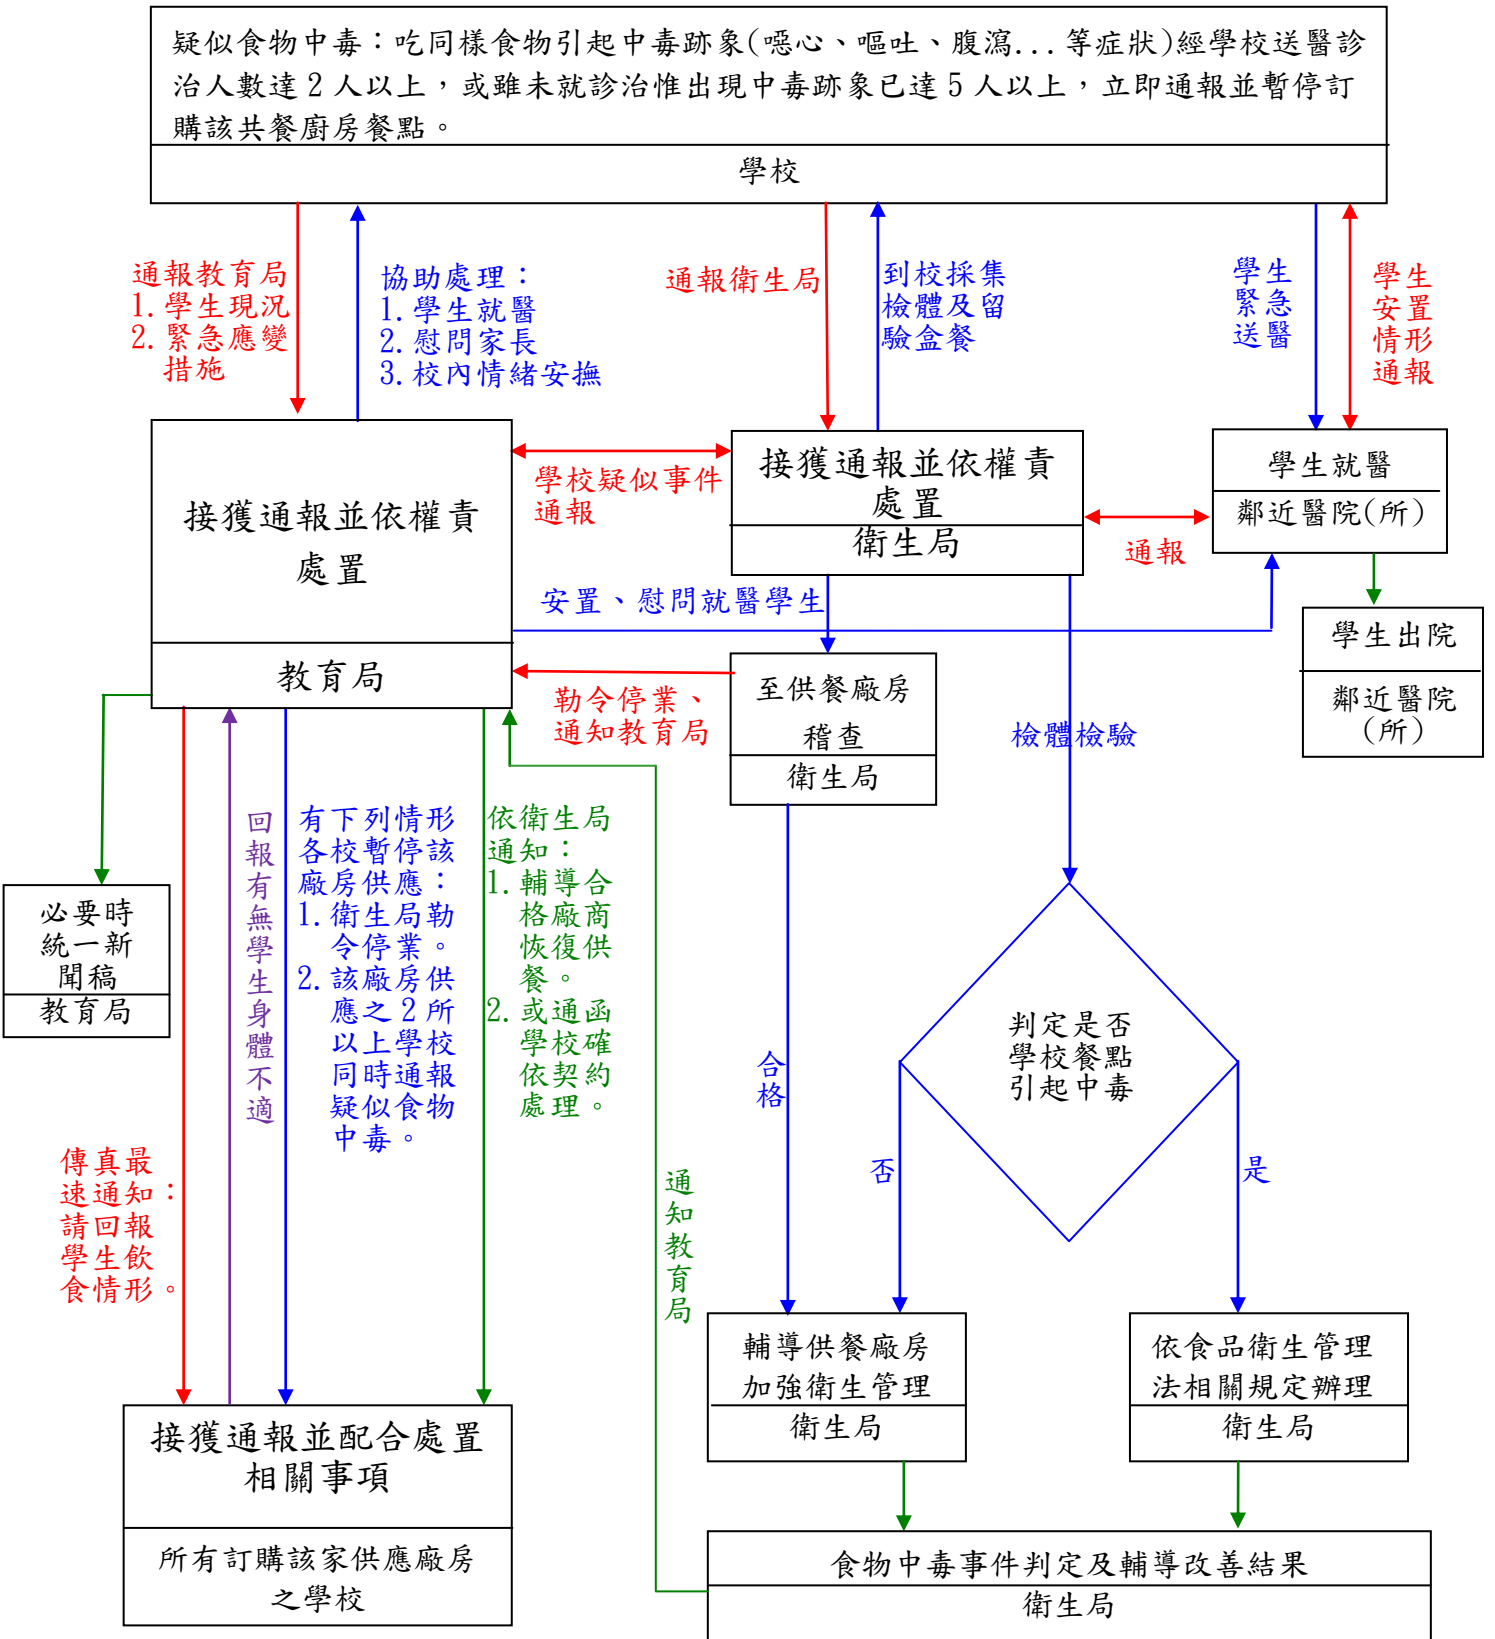 疑似食物中毒：吃同樣食物引起中毒跡象(噁心、嘔吐、腹瀉...等症狀)經學校送醫診
治人數達2人以上，或雖未就診治惟出現中毒跡象已達5人以上，立即通報並暫停訂
購該共餐廚房餐點。
學校
通報教育局
1.學生現況
2.緊急應變
措施
協助處理：
1.學生就醫
2.慰問家長
3.校內情緒安撫
通報衛生局
到校採集
檢體及留
驗盒餐
學生
緊急
送醫
學生
安置
情形
通報
接獲通報並依權責
處置
教育局
學校疑似事件
通報
接獲通報並依權責
處置
衛生局
通報
學生就醫
鄰近醫院(所)
安置、慰問就醫學生
學生出院
鄰近醫院
(所)
勒令停業、
通知教育局
至供餐廠房
稽查
衛生局
檢體檢驗
必要時
統一新
聞稿
教育局
回報有無學生身體不適
有下列情形
各校暫停該
廠房供應：
1.衛生局勒
令停業。
2.該廠房供
應之2所
以上學校
同時通報
疑似食物
中毒。
依衛生局
通知：
1.輔導合
格廠商
恢復供
餐。
2.或通函
學校確
依契約
處理。
合格
判定是否
學校餐點
引起中毒
否
是
傳真最
速通知：
請回報
學生飲
食情形。
通知教育局
輔導供餐廠房
加強衛生管理
衛生局
依食品衛生管理
法相關規定辦理
衛生局
接獲通報並配合處置
相關事項
所有訂購該家供應廠房
之學校
食物中毒事件判定及輔導改善結果
衛生局